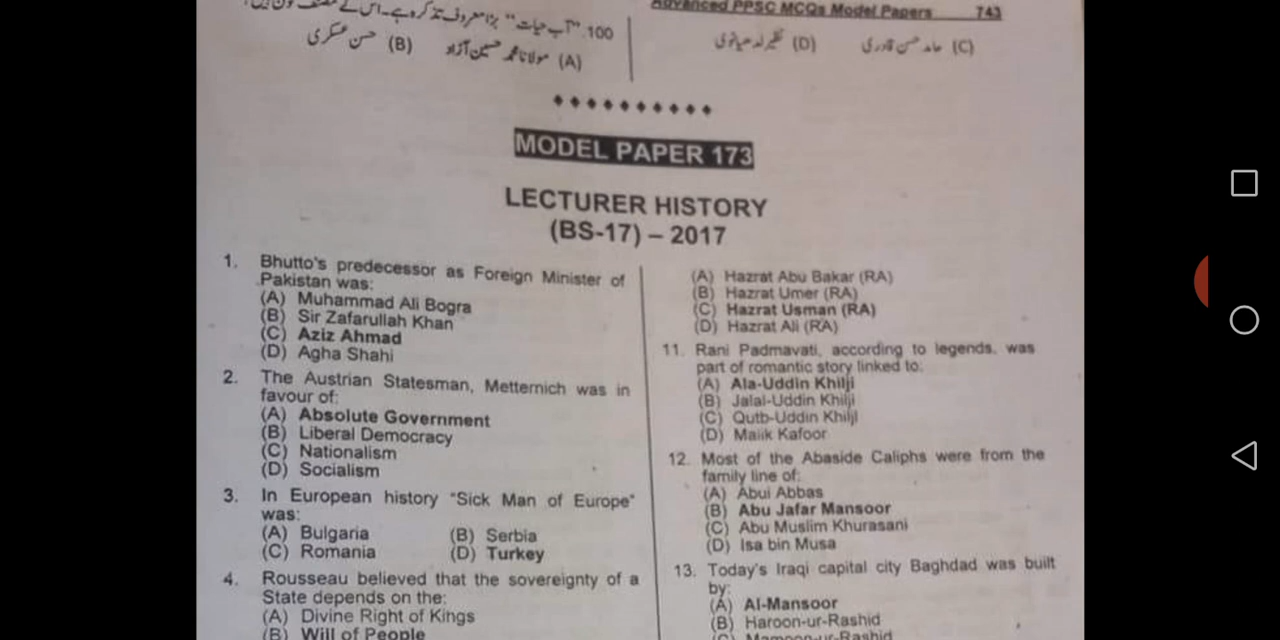 Advanced PPSC MCQs Model Papers 743
100. "آب حیات" بڑا معروف تذکرہ ہے۔ اس کے مصنف کون ہیں؟
(A) مولانا محمد حسین آزاد (B) حسن عسکری
(C) حامد حسن قادری (D) نظیر لدھیانوی
MODEL PAPER 173
LECTURER HISTORY
(BS-17) – 2017
1. Bhutto's predecessor as Foreign Minister of
Pakistan was:
(A) Muhammad Ali Bogra
(B) Sir Zafarullah Khan
(C) Aziz Ahmad
(D) Agha Shahi
2. The Austrian Statesman, Metternich was in
favour of:
(A) Absolute Government
(B) Liberal Democracy
(C) Nationalism
(D) Socialism
3. In European history "Sick Man of Europe"
was:
(A) Bulgaria (B) Serbia
(C) Romania (D) Turkey
4. Rousseau believed that the sovereignty of a
State depends on the:
(A) Divine Right of Kings
(B) Will of People
(A) Hazrat Abu Bakar (RA)
(B) Hazrat Umer (RA)
(C) Hazrat Usman (RA)
(D) Hazrat Ali (RA)
11. Rani Padmavati, according to legends, was
part of romantic story linked to:
(A) Ala-Uddin Khilji
(B) Jalal-Uddin Khilji
(C) Qutb-Uddin Khilji
(D) Malik Kafoor
12. Most of the Abaside Caliphs were from the
family line of:
(A) Abul Abbas
(B) Abu Jafar Mansoor
(C) Abu Muslim Khurasani
(D) Isa bin Musa
13. Today's Iraqi capital city Baghdad was built
by:
(A) Al-Mansoor
(B) Haroon-ur-Rashid
(C) Mamoon-ur-Rashid